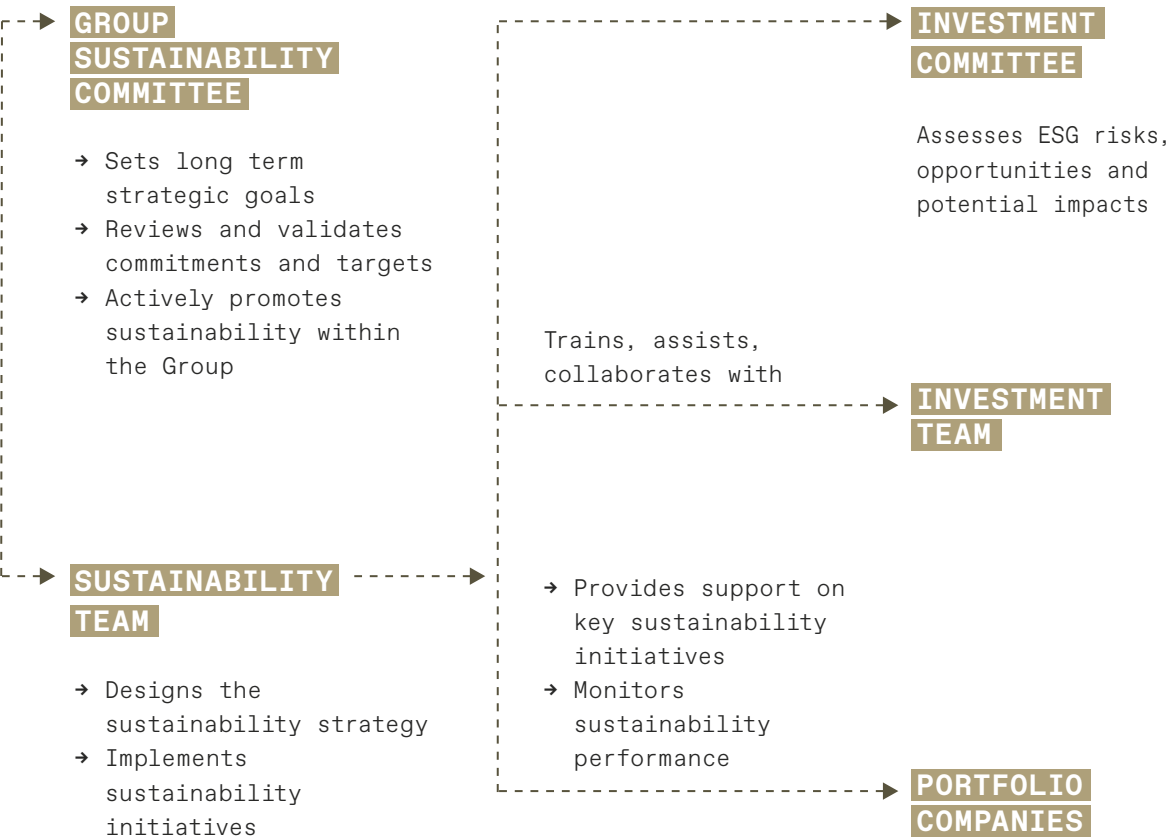 GROUP
SUSTAINABILITY
COMMITTEE
→ Sets long term
strategic goals
→ Reviews and validates
commitments and targets
→ Actively promotes
sustainability within
the Group
SUSTAINABILITY
TEAM
→ Designs the
sustainability strategy
→ Implements
sustainability
initiatives
INVESTMENT
COMMITTEE
Assesses ESG risks,
opportunities and
potential impacts
Trains, assists,
collaborates with
INVESTMENT
TEAM
→ Provides support on
key sustainability
initiatives
→ Monitors
sustainability
performance
PORTFOLIO
COMPANIES